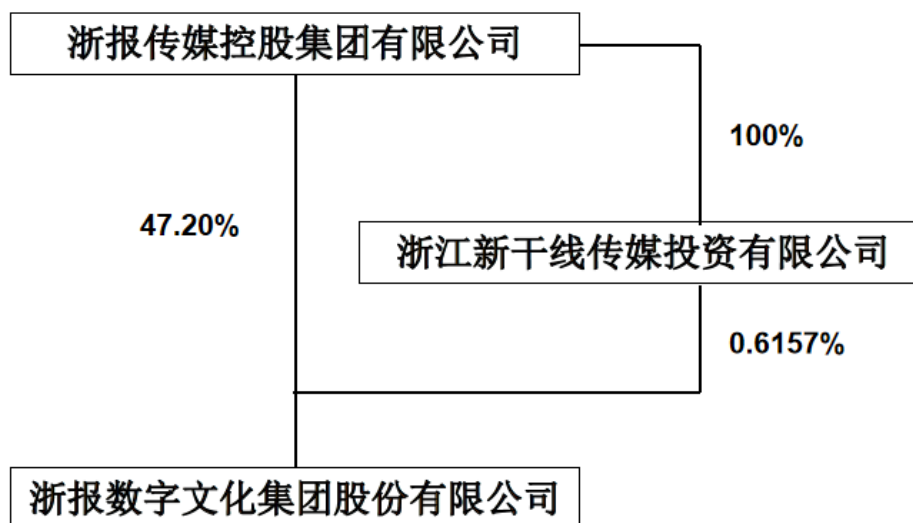 浙报传媒控股集团有限公司
100%
47.20%
浙江新干线传媒投资有限公司
0.6157%
浙报数字文化集团股份有限公司